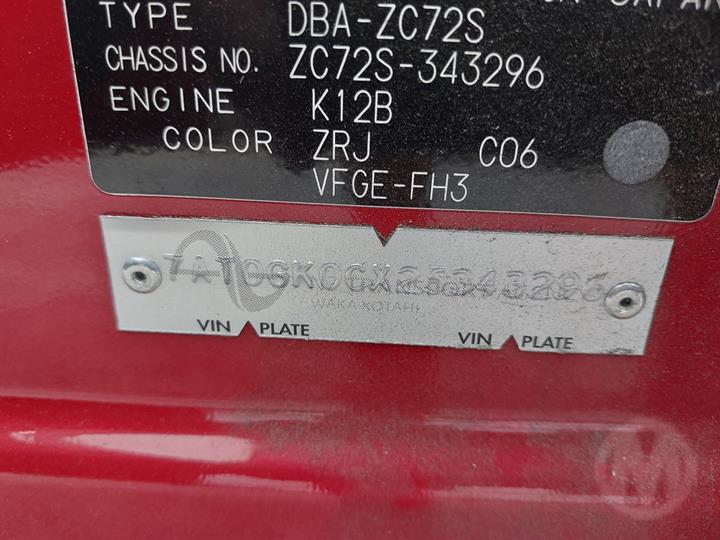 TYPE DBA-ZC72S
CHASSIS NO. ZC72S-343296
ENGINE K12B
COLOR ZRJ C06
VFGE-FH3
WAKA KOTAHI
VIN PLATE VIN PLATE
M